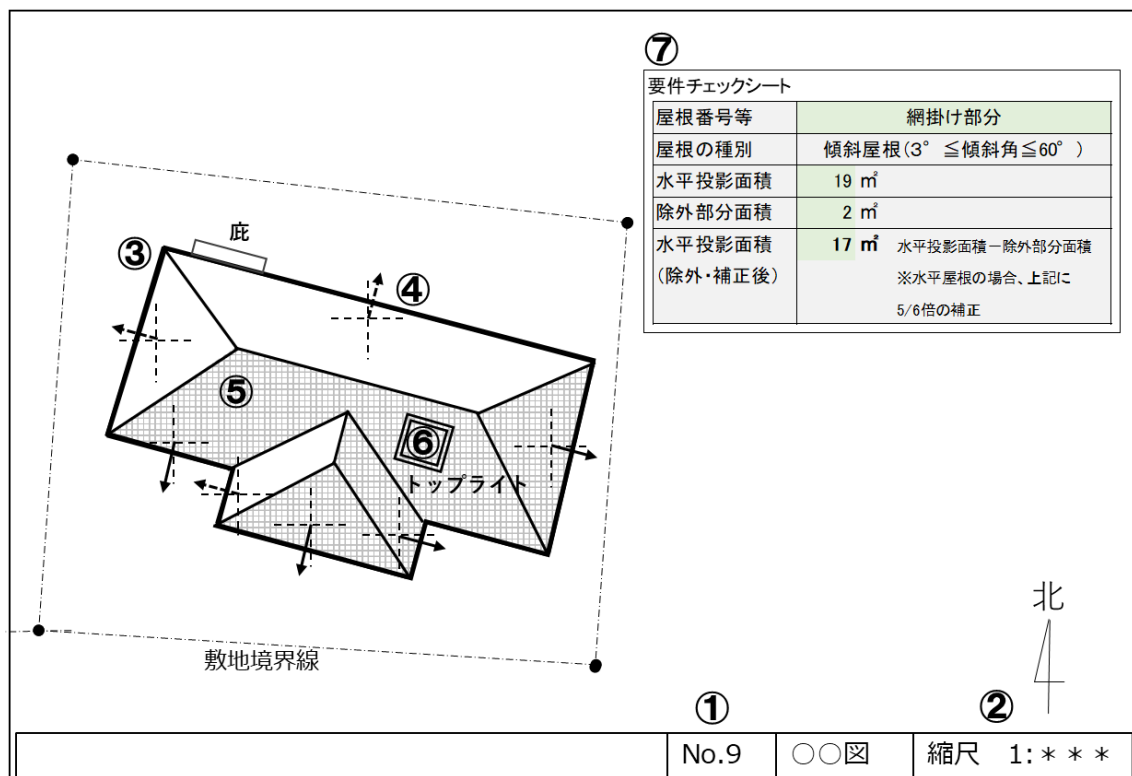 ⑦
要件チェックシート
屋根番号等 網掛け部分
屋根の種別 傾斜屋根(3°≦傾斜角≦60°)
水平投影面積 19 ㎡
除外部分面積 2 ㎡
水平投影面積 17 ㎡ 水平投影面積－除外部分面積
(除外・補正後) ※水平屋根の場合、上記に
5/6倍の補正
庇
③
④
⑤
⑥
トップライト
敷地境界線
北
①
②
No.9 ○○図 縮尺 1:＊＊＊